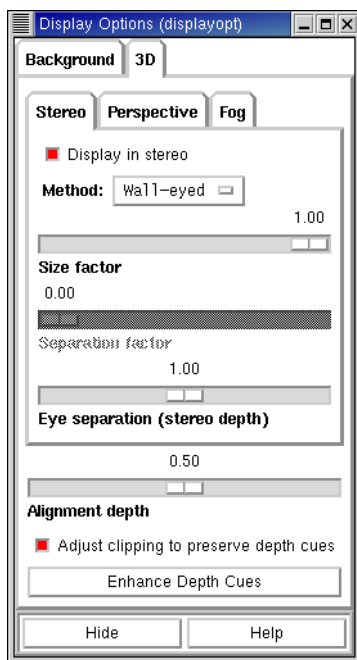 Display Options (displayopt)
Background 3D
Stereo Perspective Fog
Display in stereo
Method: Wall-eyed
1.00
Size factor
0.00
Separation factor
1.00
Eye separation (stereo depth)
0.50
Alignment depth
Adjust clipping to preserve depth cues
Enhance Depth Cues
Hide Help